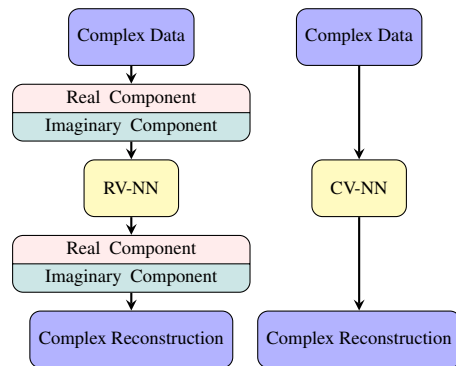 Complex Data
Real Component
Imaginary Component
RV-NN
Real Component
Imaginary Component
Complex Reconstruction
Complex Data
CV-NN
Complex Reconstruction